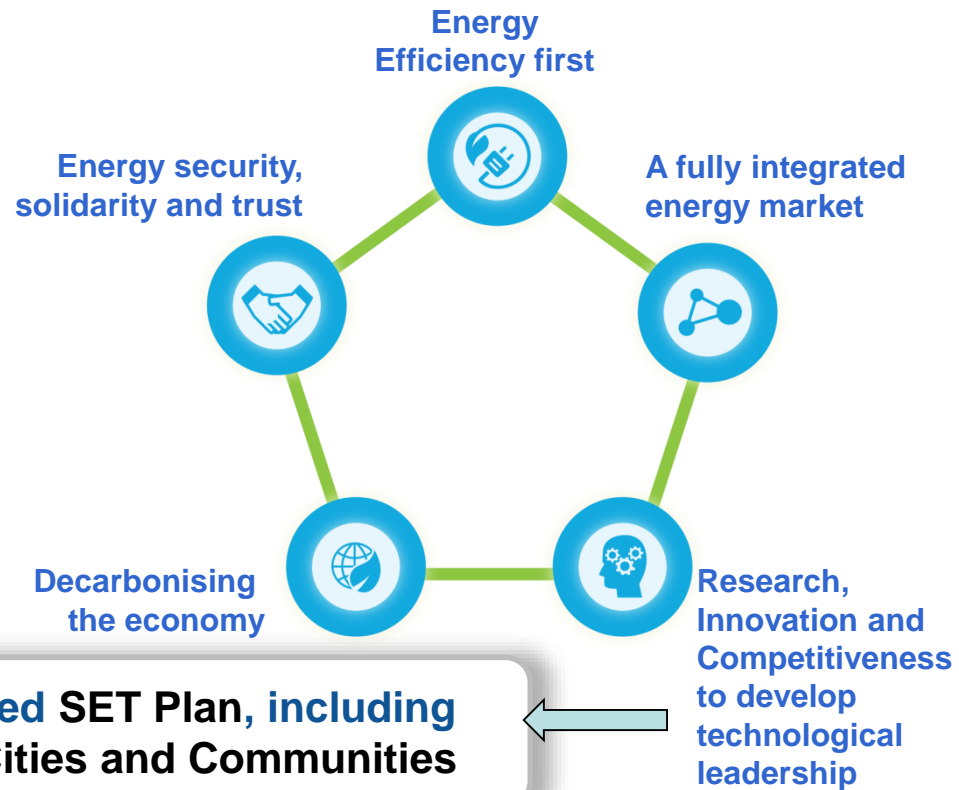 Energy
Efficiency first
Energy security,
solidarity and trust
A fully integrated
energy market
Decarbonising
the economy
Research,
Innovation and
Competitiveness
to develop
technological
leadership
SET Plan, including
and Communities